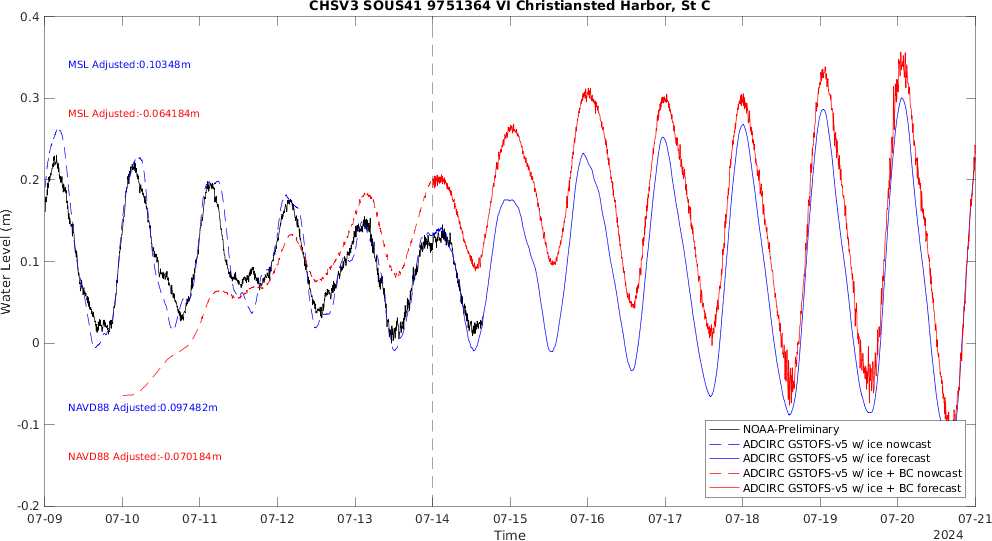 CHSV3 SOUS41 9751364 VI Christiansted Harbor, St C
0.4
0.3
0.2
0.1
0
-0.1
-0.2
Water Level (m)
MSL Adjusted:0.10348m
MSL Adjusted:-0.064184m
NAVD88 Adjusted:0.097482m
NAVD88 Adjusted:-0.070184m
NOAA-Preliminary
ADCIRC GSTOFS-v5 w/ ice nowcast
ADCIRC GSTOFS-v5 w/ ice forecast
ADCIRC GSTOFS-v5 w/ ice + BC nowcast
ADCIRC GSTOFS-v5 w/ ice + BC forecast
07-09 07-10 07-11 07-12 07-13 07-14 07-15 07-16 07-17 07-18 07-19 07-20 07-21
Time
2024